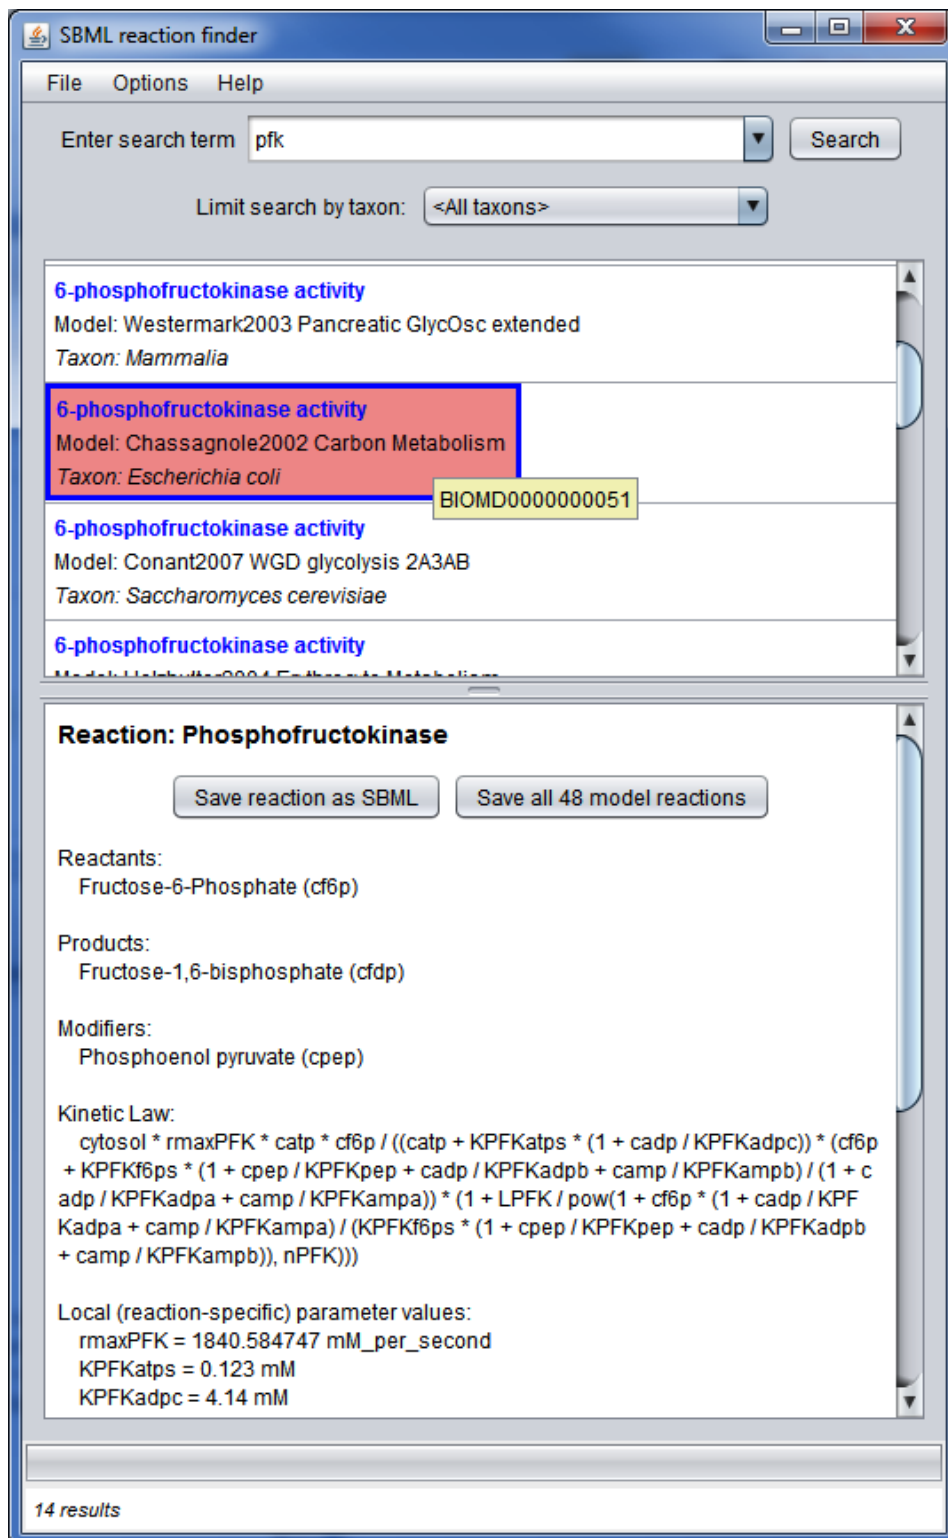 SBML reaction finder
File Options Help
Enter search term pfk Search
Limit search by taxon: <All taxons>
6-phosphofructokinase activity
Model: Westermark2003 Pancreatic GlycOsc extended
Taxon: Mammalia
6-phosphofructokinase activity
Model: Chassagnole2002 Carbon Metabolism
Taxon: Escherichia coli
BIOMD0000000051
6-phosphofructokinase activity
Model: Conant2007 WGD glycolysis 2A3AB
Taxon: Saccharomyces cerevisiae
6-phosphofructokinase activity
Model: Holzhutter2004 Erythrocyte Metabolism
Reaction: Phosphofructokinase
Save reaction as SBML Save all 48 model reactions
Reactants:
Fructose-6-Phosphate (cf6p)
Products:
Fructose-1,6-bisphosphate (cfdp)
Modifiers:
Phosphoenol pyruvate (cpep)
Kinetic Law:
cytosol * rmaxPFK * catp * cf6p / ((catp + KPFKatps * (1 + cadp / KPFKadpc)) * (cf6p
+ KPFKf6ps * (1 + cpep / KPFKpep + cadp / KPFKadpb + camp / KPFKampb) / (1 + c
adp / KPFKadpa + camp / KPFKampa)) * (1 + LPFK / pow(1 + cf6p * (1 + cadp / KPF
Kadpa + camp / KPFKampa) / (KPFKf6ps * (1 + cpep / KPFKpep + cadp / KPFKadpb
+ camp / KPFKampb)), nPFK)))
Local (reaction-specific) parameter values:
rmaxPFK = 1840.584747 mM_per_second
KPFKatps = 0.123 mM
KPFKadpc = 4.14 mM
14 results